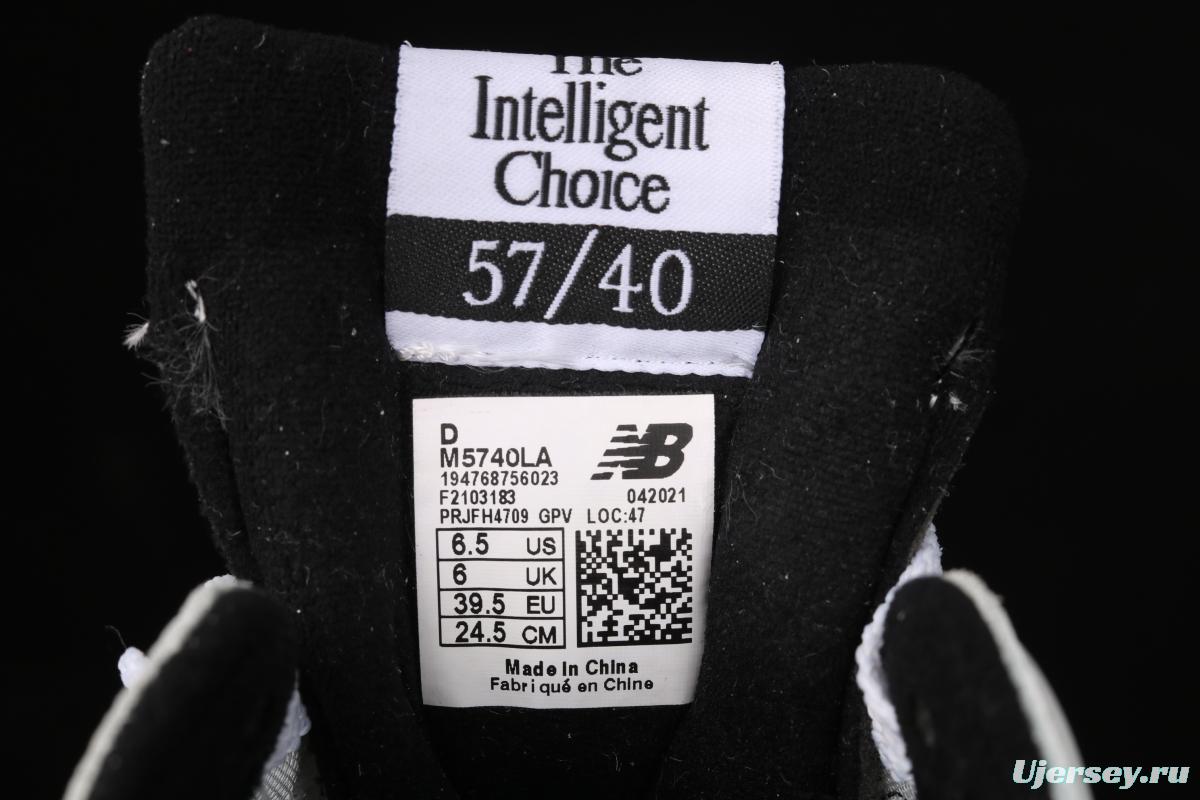 The
Intelligent
Choice
57/40
D
M5740LA
194768756023
F2103183
042021
PRJFH4709 GPV LOC:47
6.5 US
6 UK
39.5 EU
24.5 CM
Made in China
Fabriqué en Chine
NB
Ujersey.ru